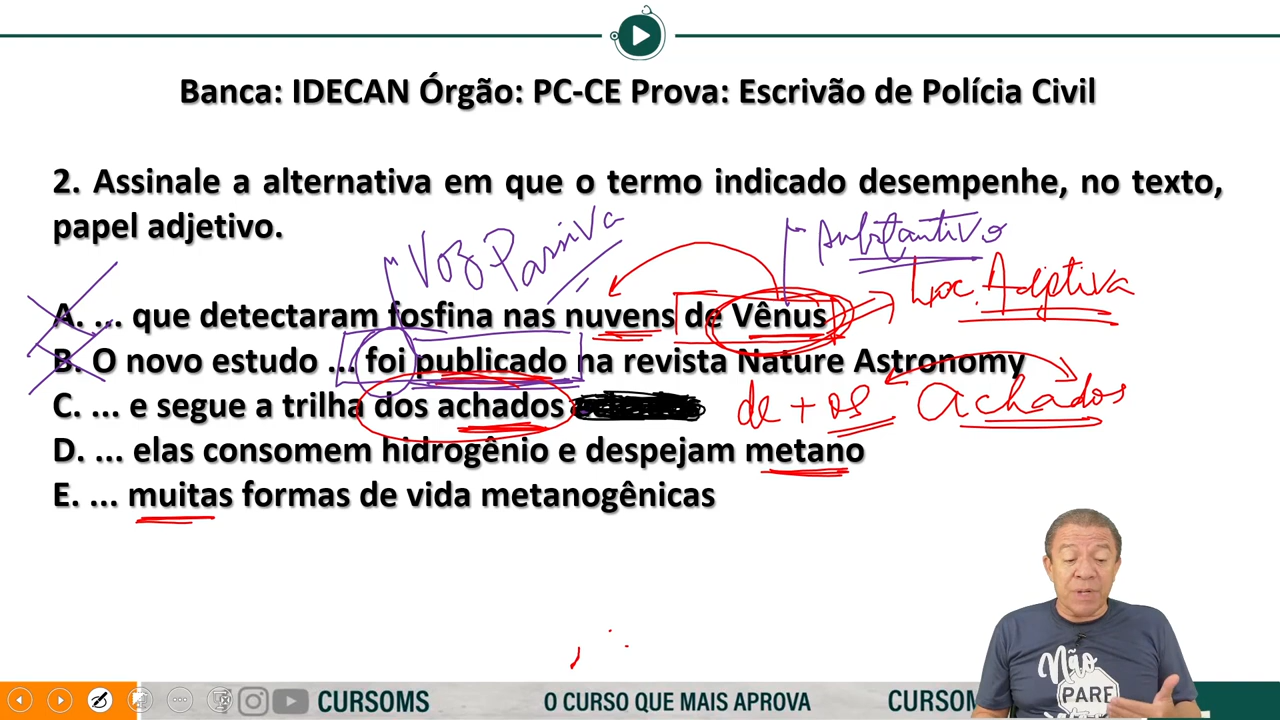 Banca: IDECAN Órgão: PC-CE Prova: Escrivão de Polícia Civil
2. Assinale a alternativa em que o termo indicado desempenhe, no texto,
papel adjetivo.
Voz Passiva
substantivo
Loc. Adjetiva
A. ... que detectaram fosfina nas nuvens de Vênus
B. O novo estudo ... foi publicado na revista Nature Astronomy
C. ... e segue a trilha dos achados
de + os achados
D. ... elas consomem hidrogênio e despejam metano
E. ... muitas formas de vida metanogênicas
Não
PARE
CURSOMS
O CURSO QUE MAIS APROVA
CURSOM